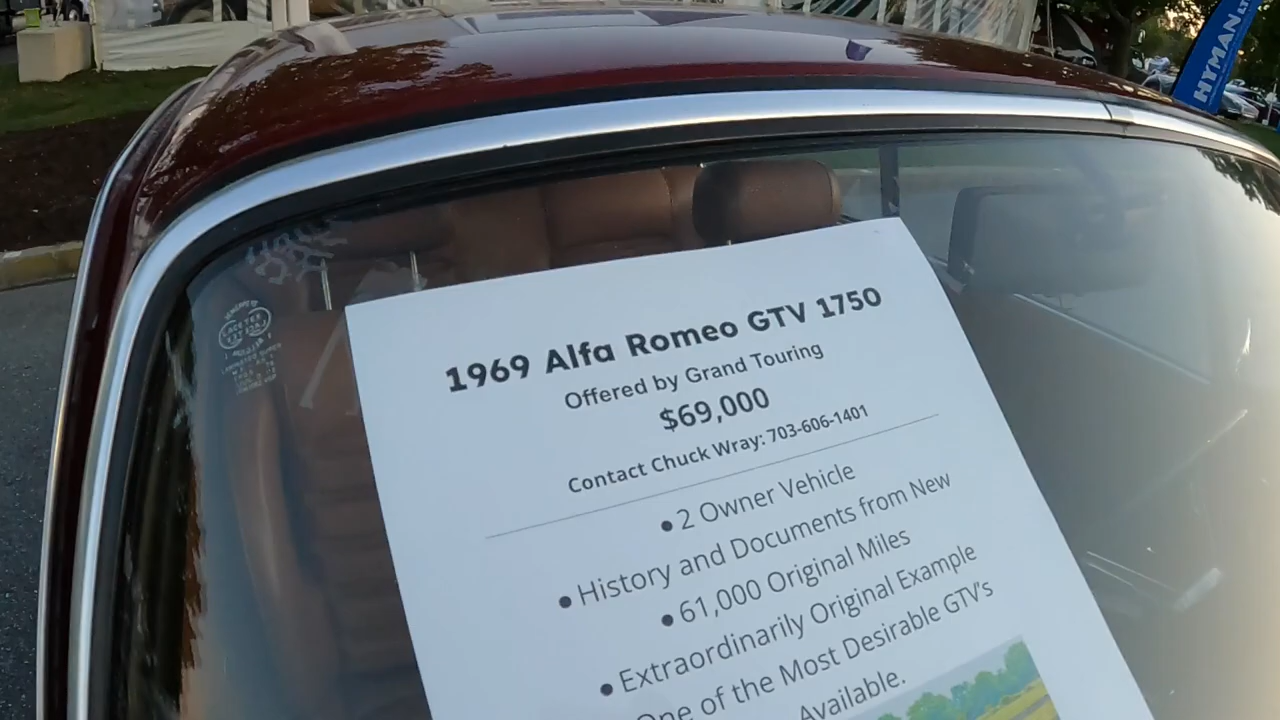 HYMAN LTD
1969 Alfa Romeo GTV 1750
Offered by Grand Touring
$69,000
Contact Chuck Wray: 703-606-1401
• 2 Owner Vehicle
• History and Documents from New
• 61,000 Original Miles
• Extraordinarily Original Example
One of the Most Desirable GTV's
Available.